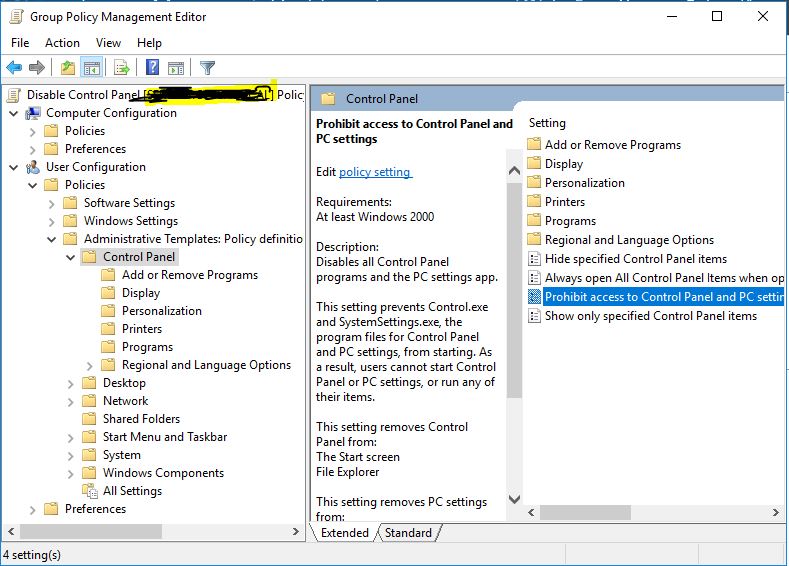 Group Policy Management Editor
File Action View Help
Disable Control Panel [ Policy
Computer Configuration
Policies
Preferences
User Configuration
Policies
Software Settings
Windows Settings
Administrative Templates: Policy definitio
Control Panel
Add or Remove Programs
Display
Personalization
Printers
Programs
Regional and Language Options
Desktop
Network
Shared Folders
Start Menu and Taskbar
System
Windows Components
All Settings
Preferences
Control Panel
Prohibit access to Control Panel and
PC settings
Edit policy setting
Requirements:
At least Windows 2000
Description:
Disables all Control Panel
programs and the PC settings app.
This setting prevents Control.exe
and SystemSettings.exe, the
program files for Control Panel
and PC settings, from starting. As
a result, users cannot start Control
Panel or PC settings, or run any of
their items.
This setting removes Control
Panel from:
The Start screen
File Explorer
This setting removes PC settings
from:
Setting
Add or Remove Programs
Display
Personalization
Printers
Programs
Regional and Language Options
Hide specified Control Panel items
Always open All Control Panel Items when op
Prohibit access to Control Panel and PC settin
Show only specified Control Panel items
Extended Standard
4 setting(s)